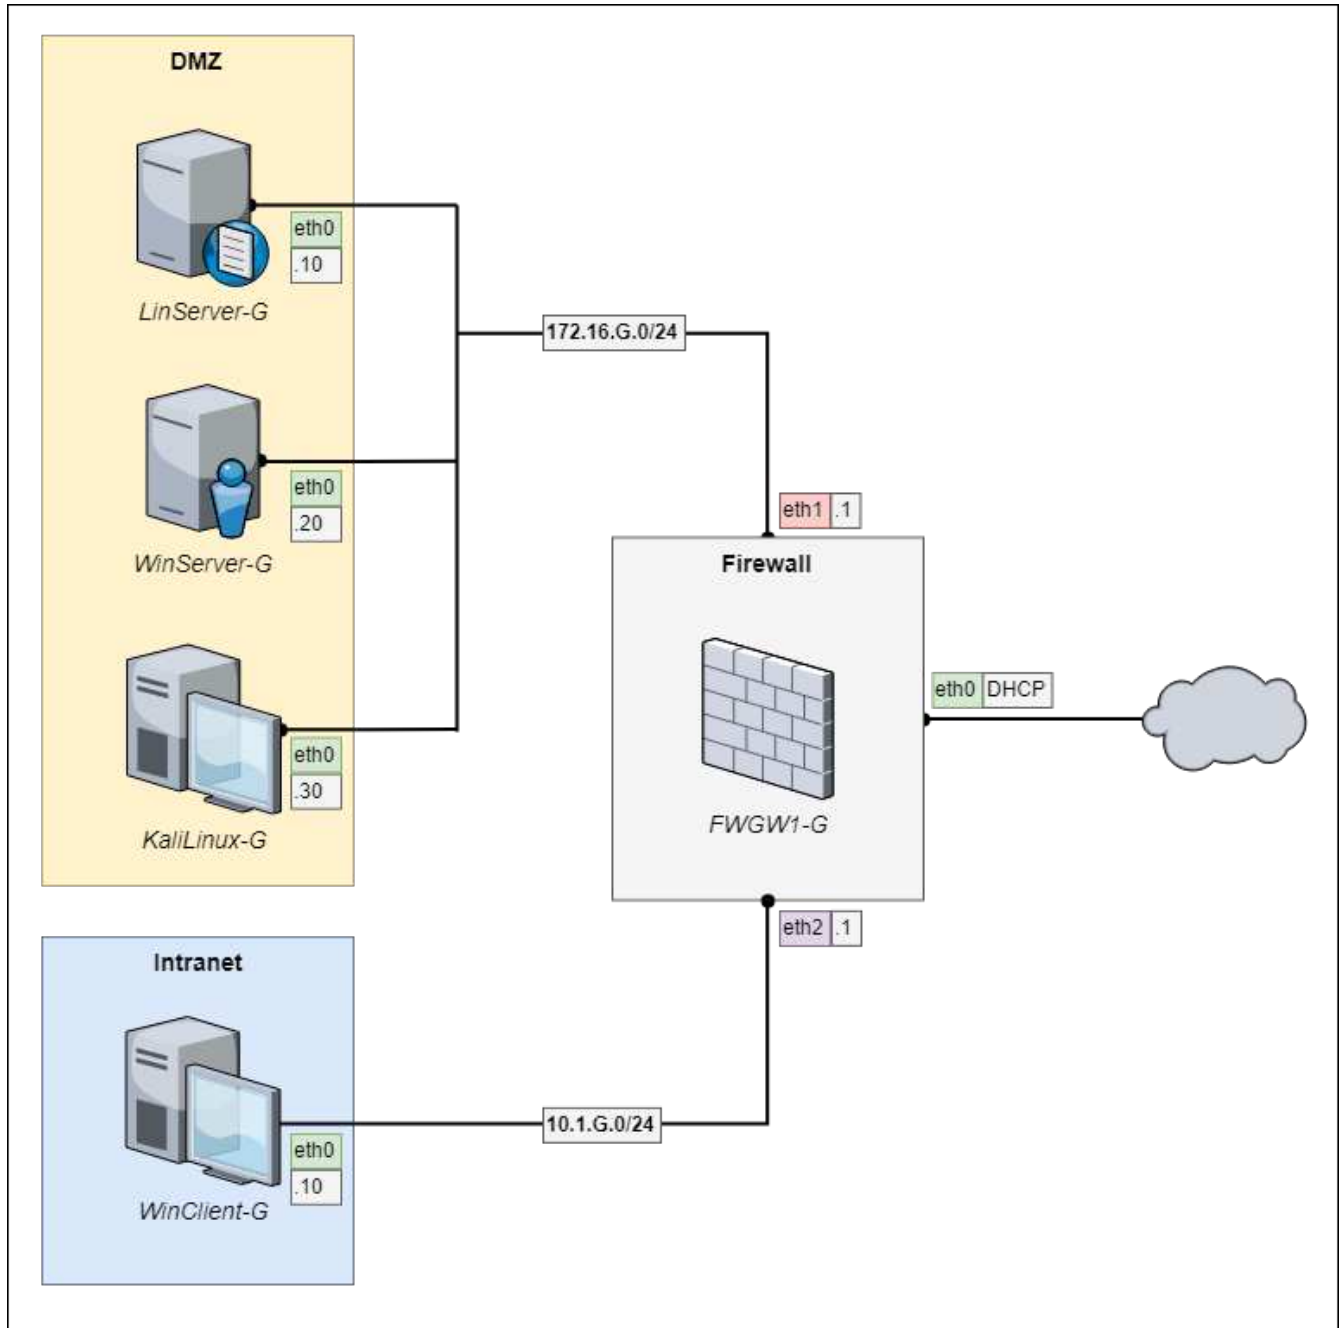 DMZ
eth0
.10
LinServer-G
172.16.G.0/24
eth0
.20
WinServer-G
eth1 .1
Firewall
eth0 DHCP
eth0
.30
KaliLinux-G
FWGW1-G
eth2 .1
Intranet
10.1.G.0/24
eth0
.10
WinClient-G